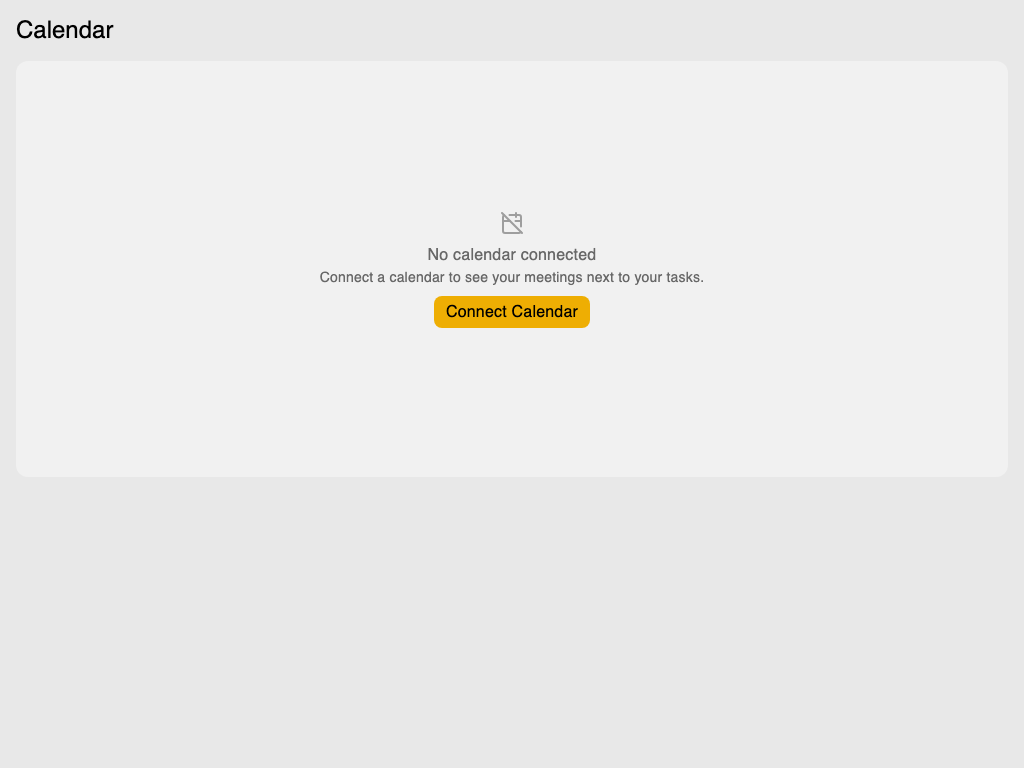 Calendar
No calendar connected
Connect a calendar to see your meetings next to your tasks.
Connect Calendar